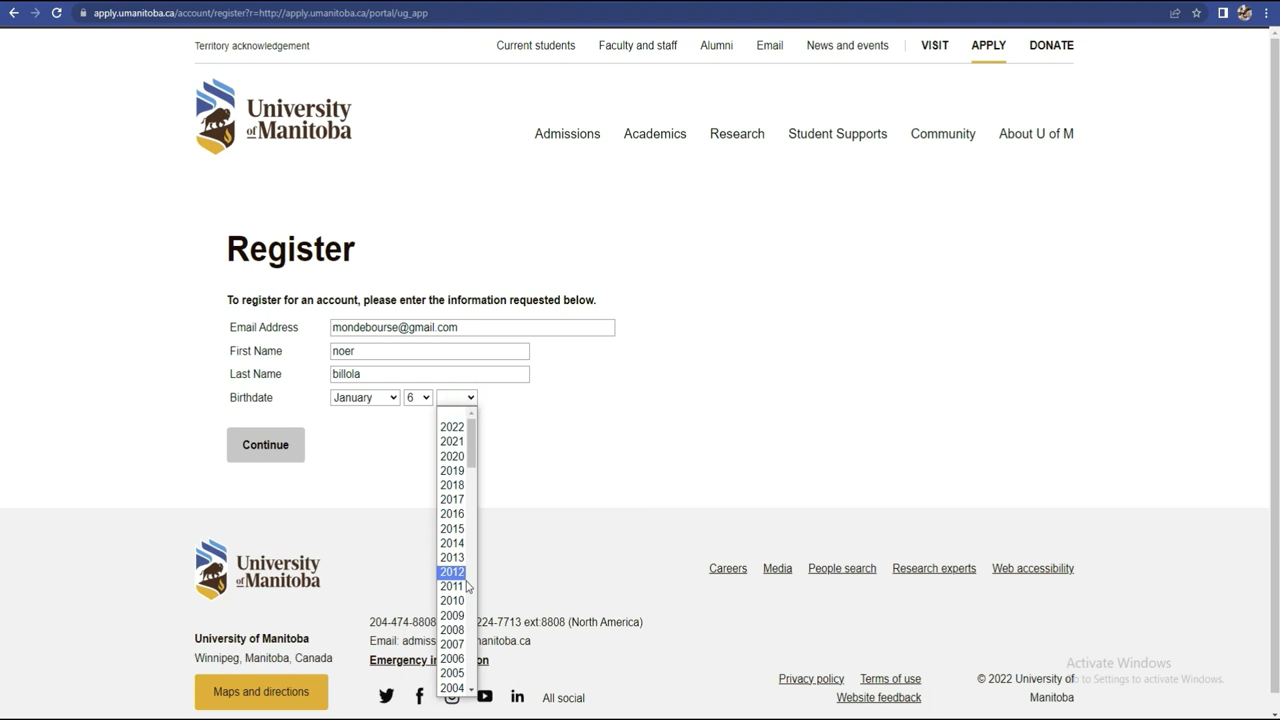 apply.umanitoba.ca/account/register?r=http://apply.umanitoba.ca/portal/ug_app
Territory acknowledgement
Current students Faculty and staff Alumni Email News and events VISIT APPLY DONATE
University of Manitoba
Admissions Academics Research Student Supports Community About U of M
Register
To register for an account, please enter the information requested below.
Email Address mondebourse@gmail.com
First Name noer
Last Name billola
Birthdate January 6
Continue
2022
2021
2020
2019
2018
2017
2016
2015
2014
2013
2012
2011
2010
2009
2008
2007
2006
2005
2004
University of Manitoba
Careers Media People search Research experts Web accessibility
204-474-8808 224-7713 ext:8808 (North America)
University of Manitoba
Email: admiss anitoba.ca
Winnipeg, Manitoba, Canada
Emergency in on
Maps and directions
All social
Privacy policy Terms of use
Website feedback
© 2022 University of
Manitoba
Activate Windows
to Settings to activate Windows.